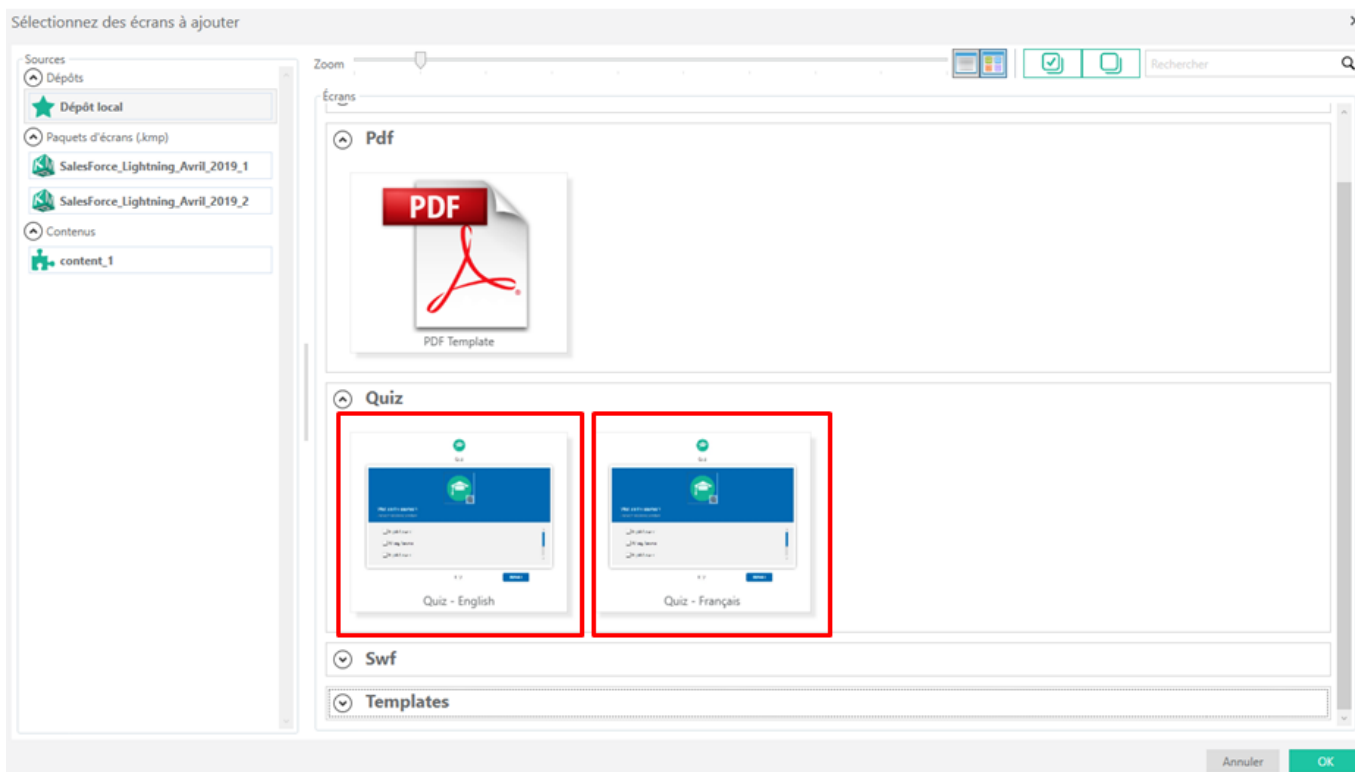 Sélectionnez des écrans à ajouter
Sources
Dépôts
Dépôt local
Paquets d'écrans (.kmp)
SalesForce_Lightning_Avril_2019_1
SalesForce_Lightning_Avril_2019_2
Contenus
content_1
Zoom
Rechercher
Écrans
Pdf
PDF
PDF Template
Quiz
Quiz - English
Quiz - Français
Swf
Templates
Annuler
OK